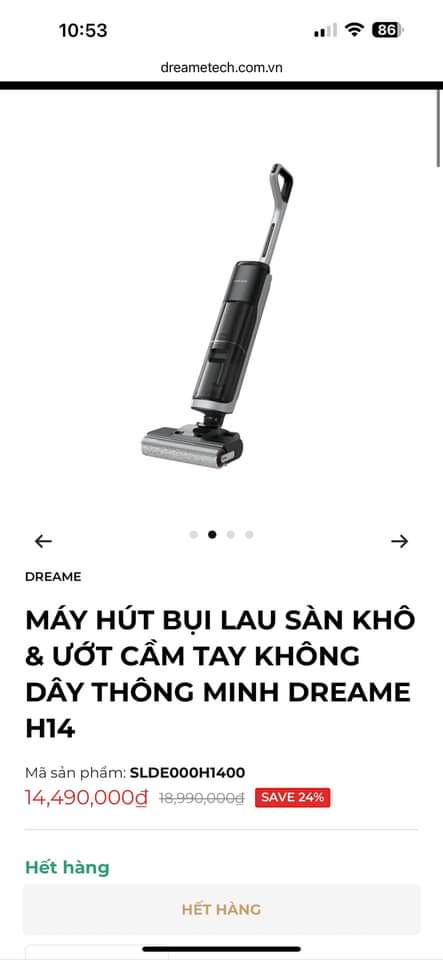 10:53
86
dreametech.com.vn
DREAME
MÁY HÚT BỤI LAU SÀN KHÔ
& ƯỚT CẦM TAY KHÔNG
DÂY THÔNG MINH DREAME
H14
Mã sản phẩm: SLDE000H1400
14,490,000₫ 18,990,000₫ SAVE 24%
Hết hàng
HẾT HÀNG